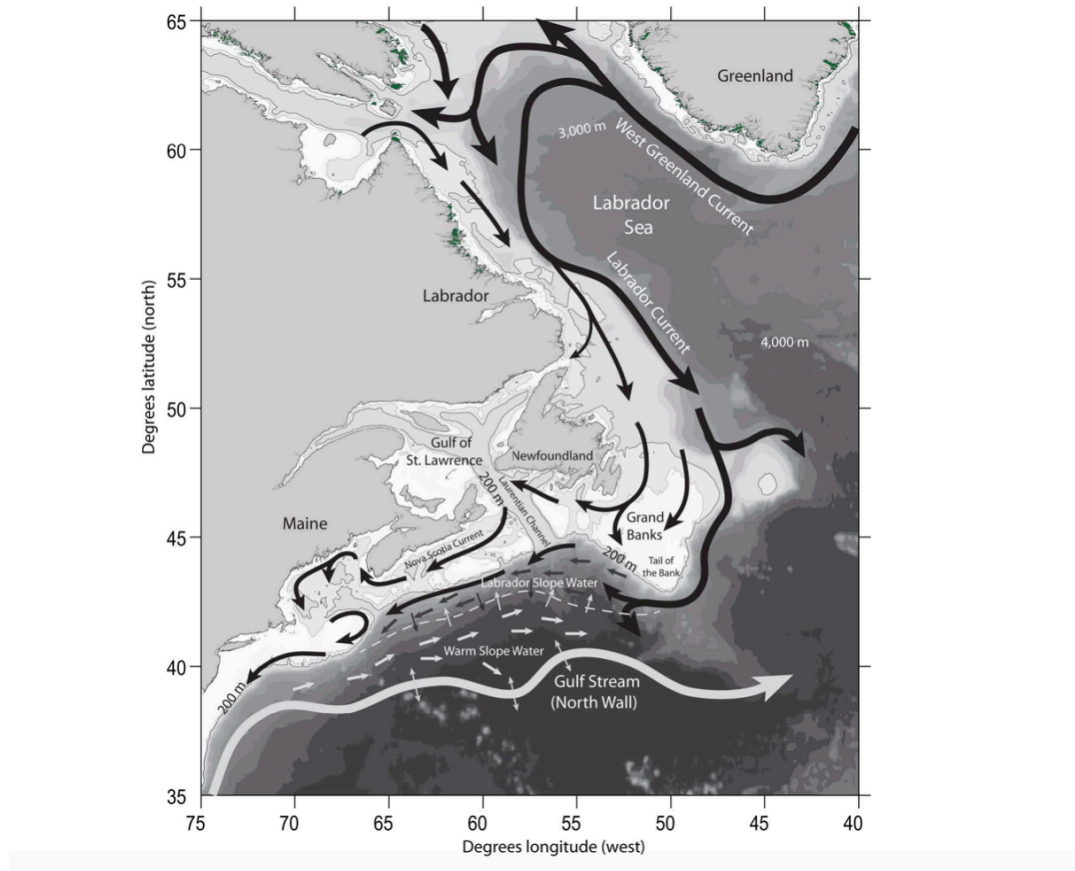 65
60
55
50
45
40
35
75
70
65
60
55
50
45
40
Degrees latitude (north)
Degrees longitude (west)
Greenland
3,000 m
West Greenland Current
Labrador
Sea
Labrador Current
Labrador
4,000 m
Gulf of
St. Lawrence
Newfoundland
200 m
Laurentian Channel
Grand
Banks
Maine
Nova Scotia Current
200 m
Tail of
the Bank
Labrador Slope Water
Warm Slope Water
Gulf Stream
(North Wall)
200 m